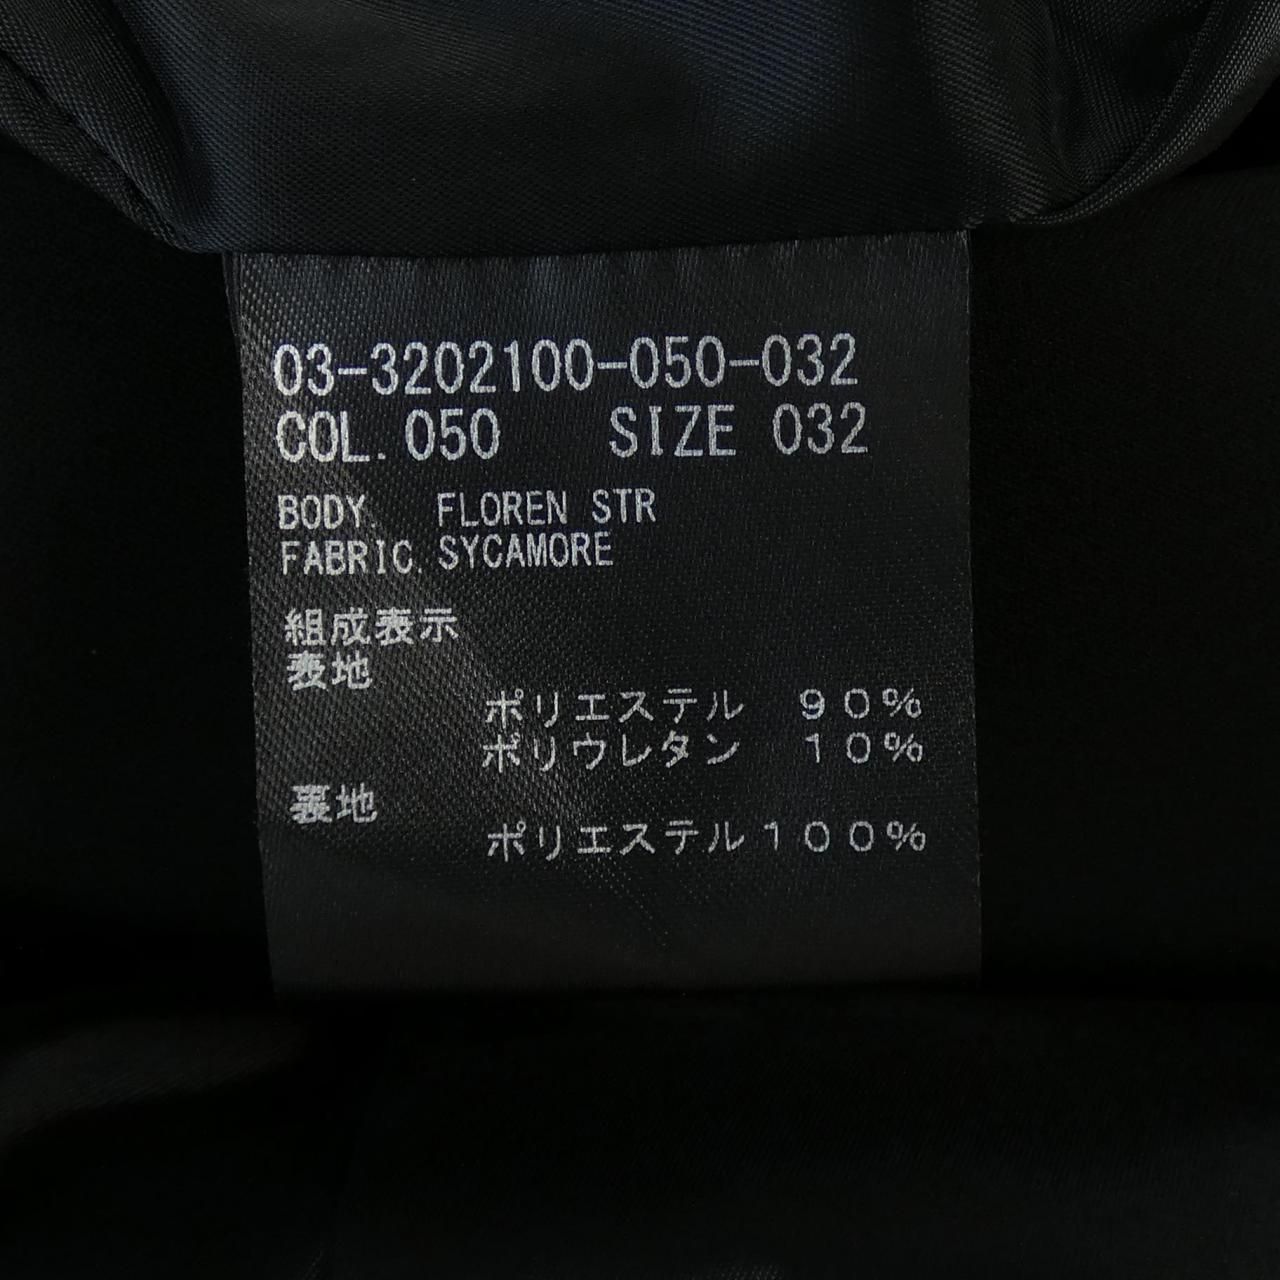 03-3202100-050-032
COL. 050 SIZE 032
BODY. FLOREN STR
FABRIC. SYCAMORE
組成表示
表地
ポリエステル ９０％
ポリウレタン １０％
裏地
ポリエステル１００％